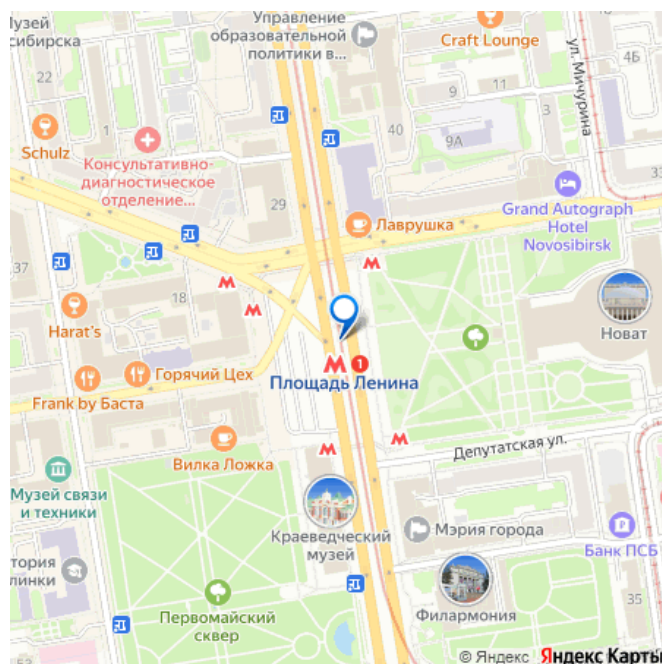 Музей
сибирска
Управление
образовательной
политики в...
Craft Lounge
ул. Мичурина
22
4Б
9
11
3
1
40
9А
Schulz
Консультативно-
диагностическое
отделение...
29
Лаврушка
Grand Autograph
Hotel
Novosibirsk
37
18
Harat's
Новат
Горячий Цех
1
Площадь Ленина
Frank by Баста
Депутатская ул.
Вилка Ложка
Музей связи
и техники
Краеведческий
музей
Мэрия города
Банк ПСБ
тория
линки
Первомайский
сквер
Филармония
35
© Яндекс Яндекс Карты